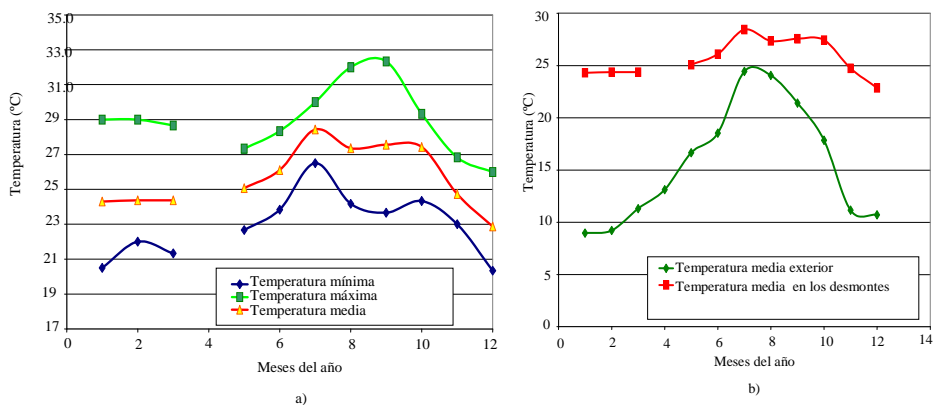 35.0
33.0
31.0
29
27
25
23
21
19
17
Temperatura (ºC)
0 2 4 6 8 10 12
Meses del año
Temperatura mínima
Temperatura máxima
Temperatura media
a)
30
25
20
15
10
5
0
Temperatura (ºC)
0 2 4 6 8 10 12 14
Meses del año
Temperatura media exterior
Temperatura media en los desmontes
b)